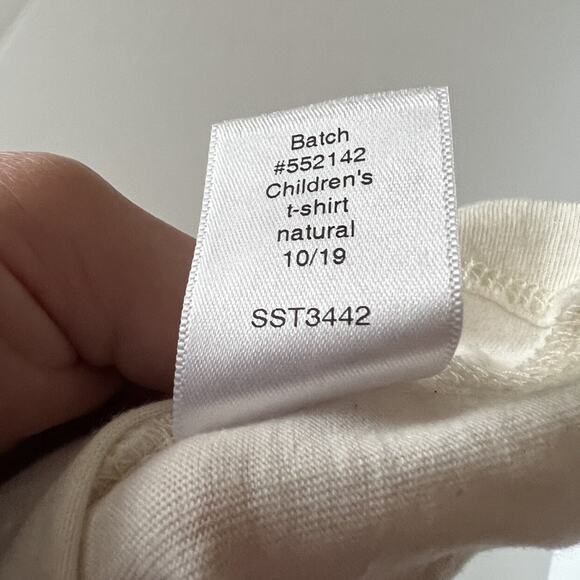 Batch
#552142
Children's
t-shirt
natural
10/19
SST3442